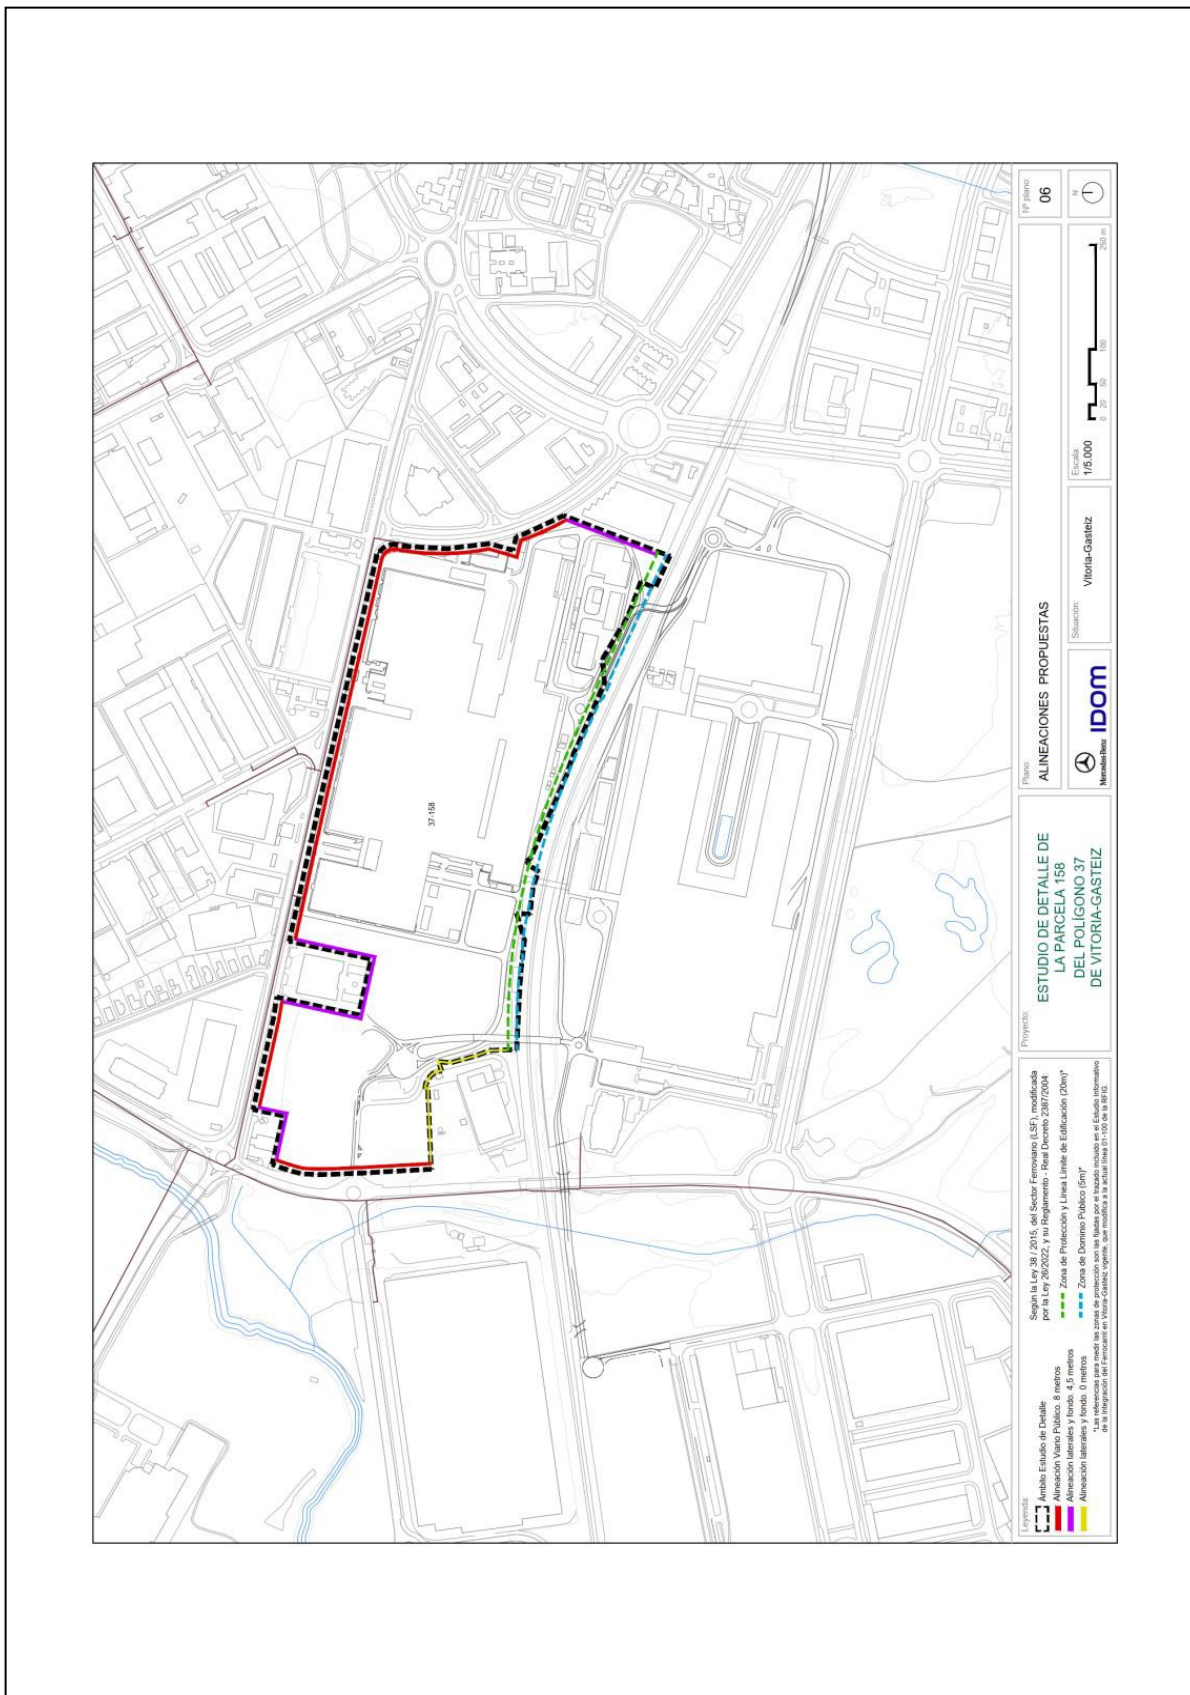 37-158
Leyenda:
Ámbito Estudio de Detalle
Alineación Viario Público. 8 metros
Alineación laterales y fondo. 4,5 metros
Alineación laterales y fondo. 0 metros
Según la Ley 38 / 2015, del Sector Ferroviario (LSF), modificada
por la Ley 26/2022, y su Reglamento - Real Decreto 2387/2004:
Zona de Protección y Línea Límite de Edificación (20m)*
Zona de Dominio Público (5m)*
*Las referencias para medir las zonas de protección son las fijadas por el trazado incluido en el Estudio Informativo
de la Integración del Ferrocarril en Vitoria-Gasteiz vigente, que modifica a la actual línea 01-100 de la RFIG.
Proyecto:
ESTUDIO DE DETALLE DE
LA PARCELA 158
DEL POLÍGONO 37
DE VITORIA-GASTEIZ
Plano:
ALINEACIONES PROPUESTAS
Mercedes-Benz
IDOM
Situación:
Vitoria-Gasteiz
Escala:
1/5.000
0 20 50 100 250 m
Nº plano:
06
N